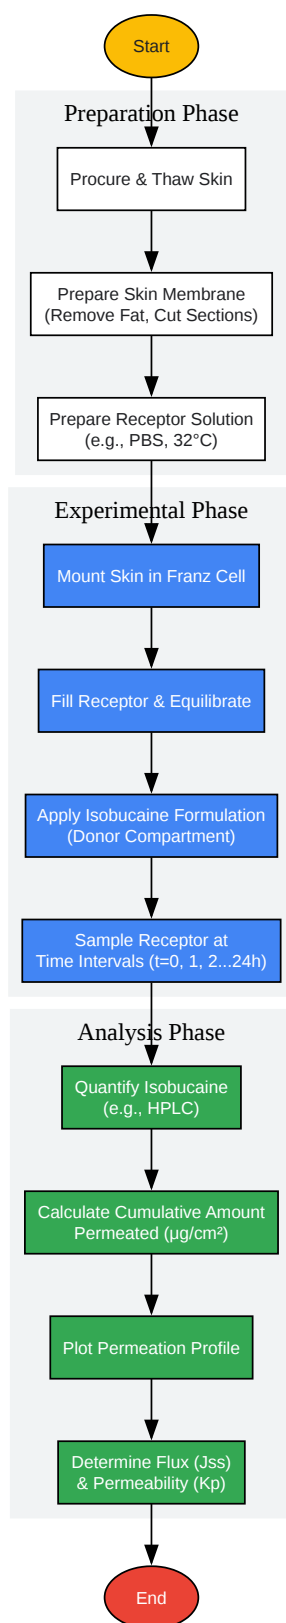 Start
Preparation Phase
Procure & Thaw Skin
Prepare Skin Membrane
(Remove Fat, Cut Sections)
Prepare Receptor Solution
(e.g., PBS, 32°C)
Experimental Phase
Mount Skin in Franz Cell
Fill Receptor & Equilibrate
Apply Isobucaine Formulation
(Donor Compartment)
Sample Receptor at
Time Intervals (t=0, 1, 2...24h)
Analysis Phase
Quantify Isobucaine
(e.g., HPLC)
Calculate Cumulative Amount
Permeated (µg/cm²)
Plot Permeation Profile
Determine Flux (Jss)
& Permeability (Kp)
End